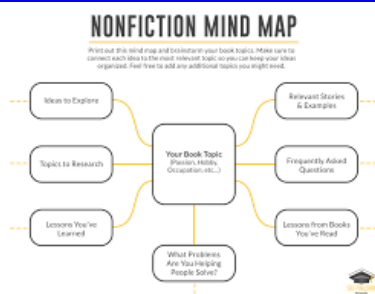 NONFICTION MIND MAP
Print out this mind map and brainstorm your book topics. Make sure to
connect each idea to the most relevant topic so you can keep your ideas
organized. Feel free to add any additional topics you might need.
Ideas to Explore
Relevant Stories
& Examples
Your Book Topic
(Passion, Hobby,
Occupation, etc...)
Topics to Research
Frequently Asked
Questions
Lessons You've
Learned
Lessons from Books
You've Read
What Problems
Are You Helping
People Solve?